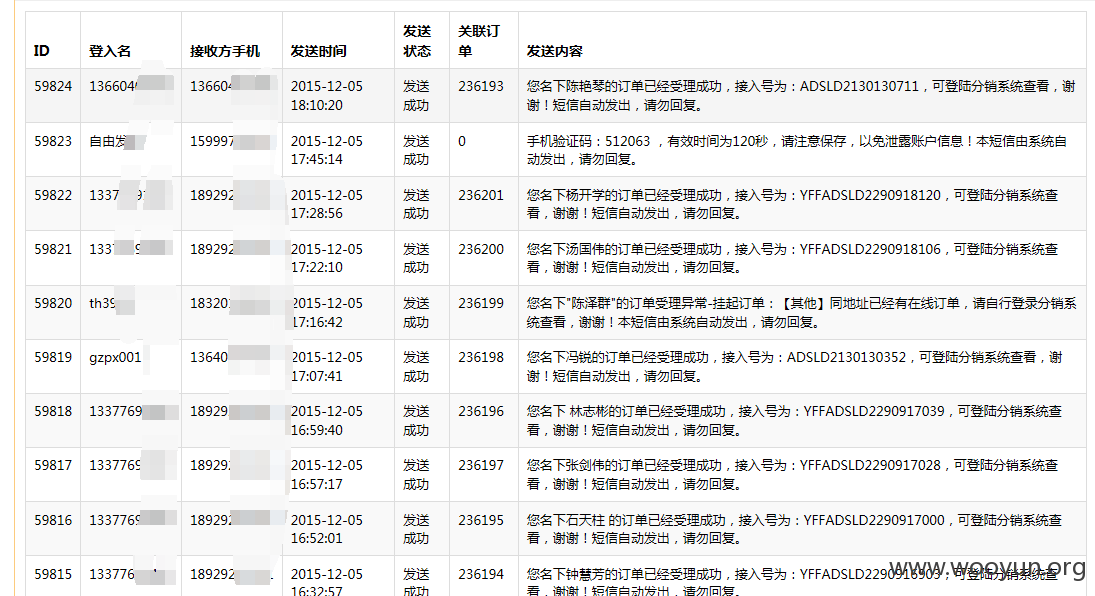 ID 登入名 接收方手机 发送时间 发送状态 关联订单 发送内容
59824 13660 13660 2015-12-05 发送 236193 您名下陈艳琴的订单已经受理成功，接入号为：ADSLD2130130711，可登陆分销系统查看，谢
18:10:20 成功 谢！短信自动发出，请勿回复。
59823 自由发 159997 2015-12-05 发送 0 手机验证码：512063 ，有效时间为120秒，请注意保存，以免泄露账户信息！本短信由系统自
17:45:14 成功 动发出，请勿回复。
59822 1337 189292 2015-12-05 发送 236201 您名下杨开学的订单已经受理成功，接入号为：YFFADSLD2290918120，可登陆分销系统查
17:28:56 成功 看，谢谢！短信自动发出，请勿回复。
59821 1337 189292 2015-12-05 发送 236200 您名下汤国伟的订单已经受理成功，接入号为：YFFADSLD2290918106，可登陆分销系统查
17:22:10 成功 看，谢谢！短信自动发出，请勿回复。
59820 th39 18320 2015-12-05 发送 236199 您名下"陈泽群"的订单受理异常-挂起订单：【其他】同地址已经有在线订单，请自行登录分销系
17:16:42 成功 统查看，谢谢！本短信由系统自动发出，请勿回复。
59819 gzpx001 13640 2015-12-05 发送 236198 您名下冯锐的订单已经受理成功，接入号为：ADSLD2130130352，可登陆分销系统查看，谢
17:07:41 成功 谢！短信自动发出，请勿回复。
59818 1337769 18929 2015-12-05 发送 236196 您名下 林志彬的订单已经受理成功，接入号为：YFFADSLD2290917039，可登陆分销系统查
16:59:40 成功 看，谢谢！短信自动发出，请勿回复。
59817 1337769 18929 2015-12-05 发送 236197 您名下张剑伟的订单已经受理成功，接入号为：YFFADSLD2290917028，可登陆分销系统查
16:57:17 成功 看，谢谢！短信自动发出，请勿回复。
59816 1337769 18929 2015-12-05 发送 236195 您名下石天柱 的订单已经受理成功，接入号为：YFFADSLD2290917000，可登陆分销系统查
16:52:01 成功 看，谢谢！短信自动发出，请勿回复。
59815 133776 189292 2015-12-05 发送 236194 您名下钟慧芳的订单已经受理成功，接入号为：YFFADSLD2290916903，可登陆分销系统查
16:32:57 成功 看，谢谢！短信自动发出，请勿回复。
www.wooyun.org